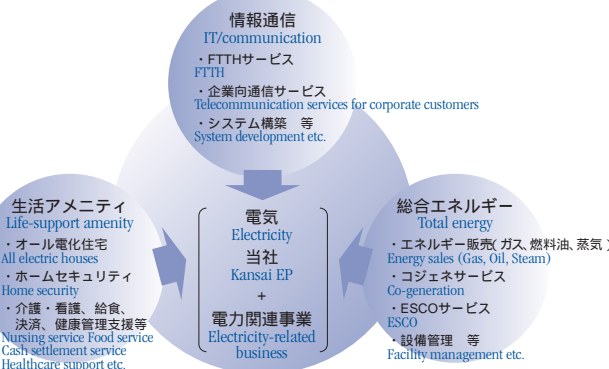 情報通信
IT/communication
・FTTHサービス
FTTH
・企業向通信サービス
Telecommunication services for corporate customers
・システム構築　等
System development etc.
生活アメニティ
Life-support amenity
・オール電化住宅
All electric houses
・ホームセキュリティ
Home security
・介護・看護、給食、
決済、健康管理支援等
Nursing service Food service
Cash settlement service
Healthcare support etc.
電気
Electricity
当社
Kansai EP
+
電力関連事業
Electricity-related
business
総合エネルギー
Total energy
・エネルギー販売(ガス、燃料油、蒸気)
Energy sales (Gas, Oil, Steam)
・コジェネサービス
Co-generation
・ESCOサービス
ESCO
・設備管理　等
Facility management etc.